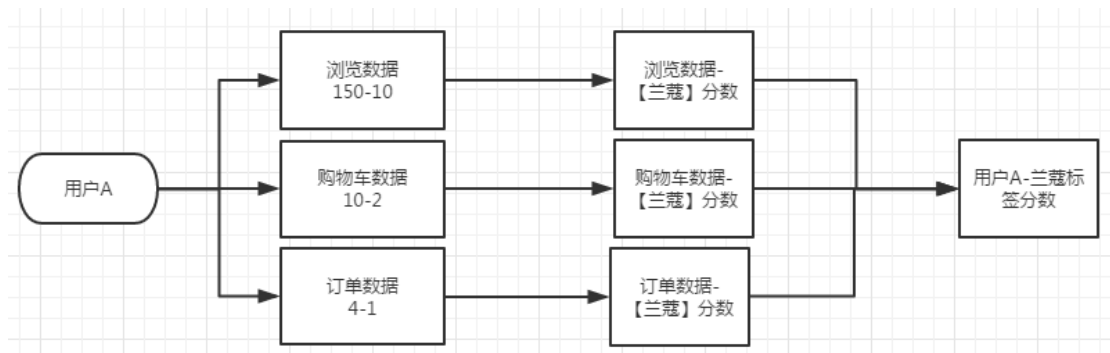 用户A
浏览数据
150-10
购物车数据
10-2
订单数据
4-1
浏览数据-
【兰蔻】分数
购物车数据-
【兰蔻】分数
订单数据-
【兰蔻】分数
用户A-兰蔻标
签分数